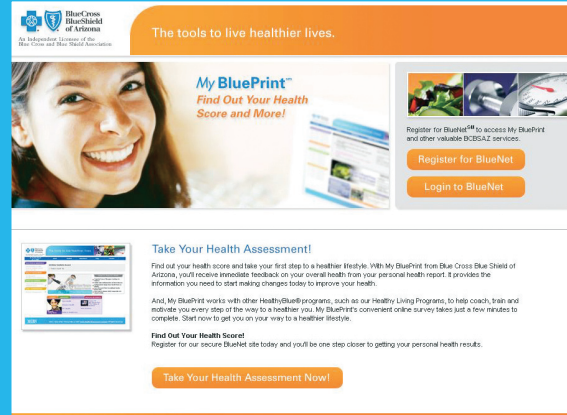 BlueCross
BlueShield
of Arizona
An Independent Licensee of the
Blue Cross and Blue Shield Association
The tools to live healthier lives.
My BluePrint℠
Find Out Your Health
Score and More!
Register for BlueNet℠ to access My BluePrint
and other valuable BCBSAZ services.
Register for BlueNet
Login to BlueNet
Take Your Health Assessment!
Find out your health score and take your first step to a healthier lifestyle. With My BluePrint from Blue Cross Blue Shield of
Arizona, you'll receive immediate feedback on your overall health from your personal health report. It provides the
information you need to start making changes today to improve your health.
And, My BluePrint works with other HealthyBlue® programs, such as our Healthy Living Programs, to help coach, train and
motivate you every step of the way to a healthier you. My BluePrint's convenient online survey takes just a few minutes to
complete. Start now to get you on your way to a healthier lifestyle.
Find Out Your Health Score!
Register for our secure BlueNet site today and you'll be one step closer to getting your personal health results.
Take Your Health Assessment Now!